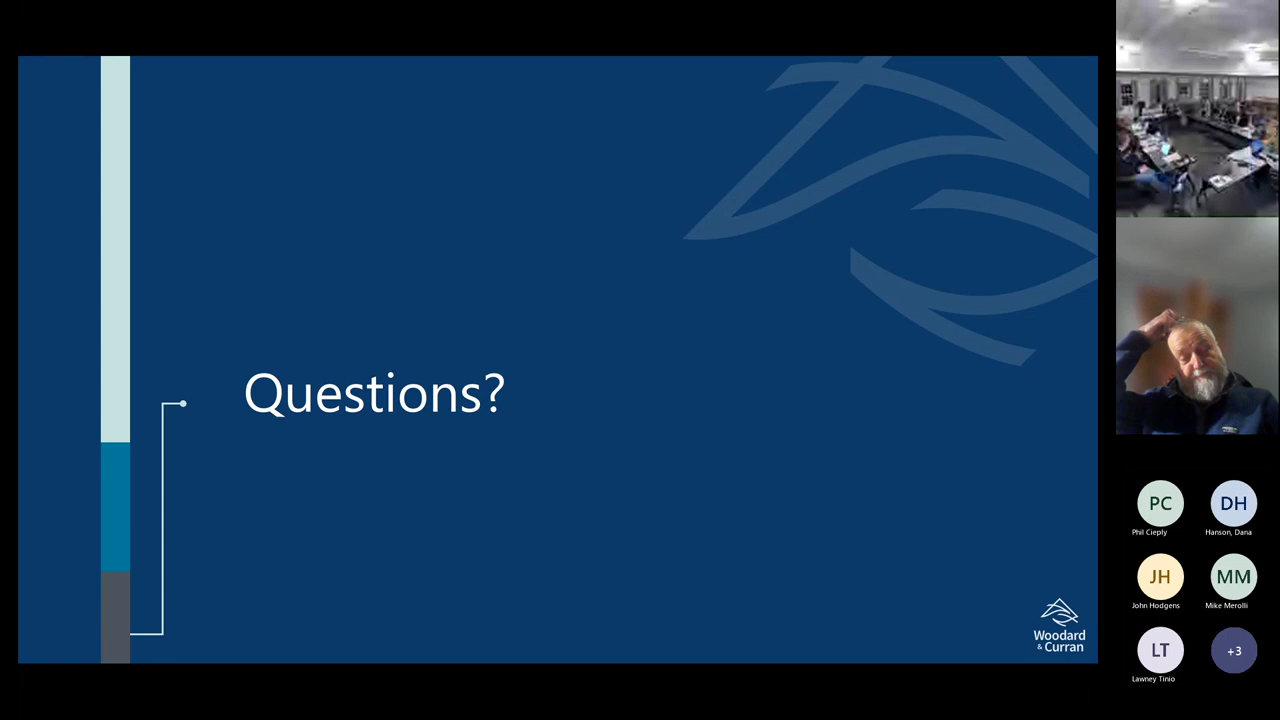 Questions?
Woodard
& Curran
PC
DH
Phil Cieply
Hanson, Dana
JH
MM
John Hodgens
Mike Merolli
LT
+3
Lawney Tinio